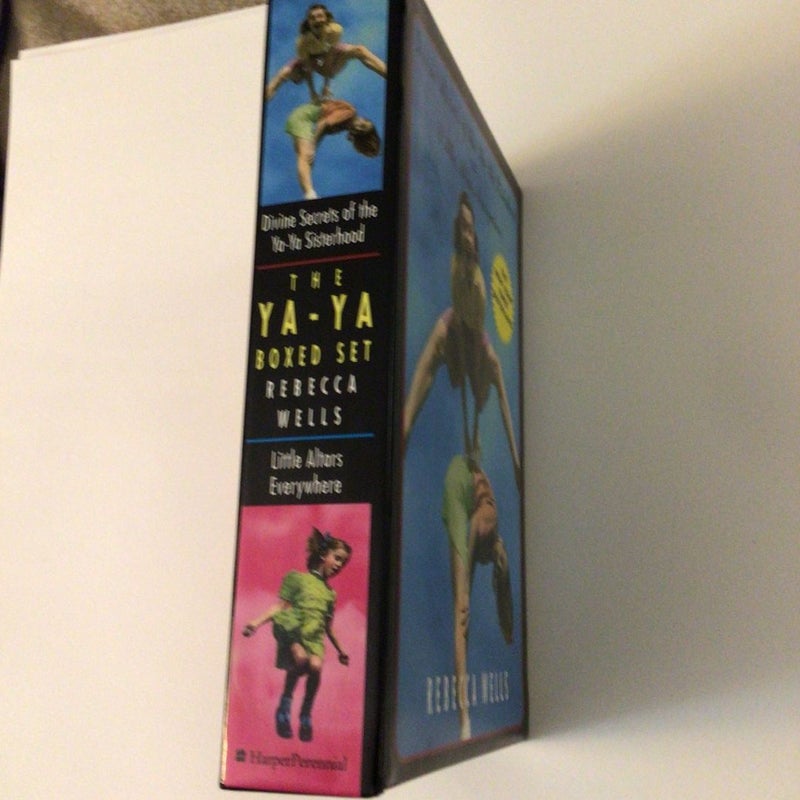 Divine Secrets of the
Ya-Ya Sisterhood
THE
YA-YA
BOXED SET
REBECCA
WELLS
Little Altars
Everywhere
HarperPerennial
REBECCA WELLS